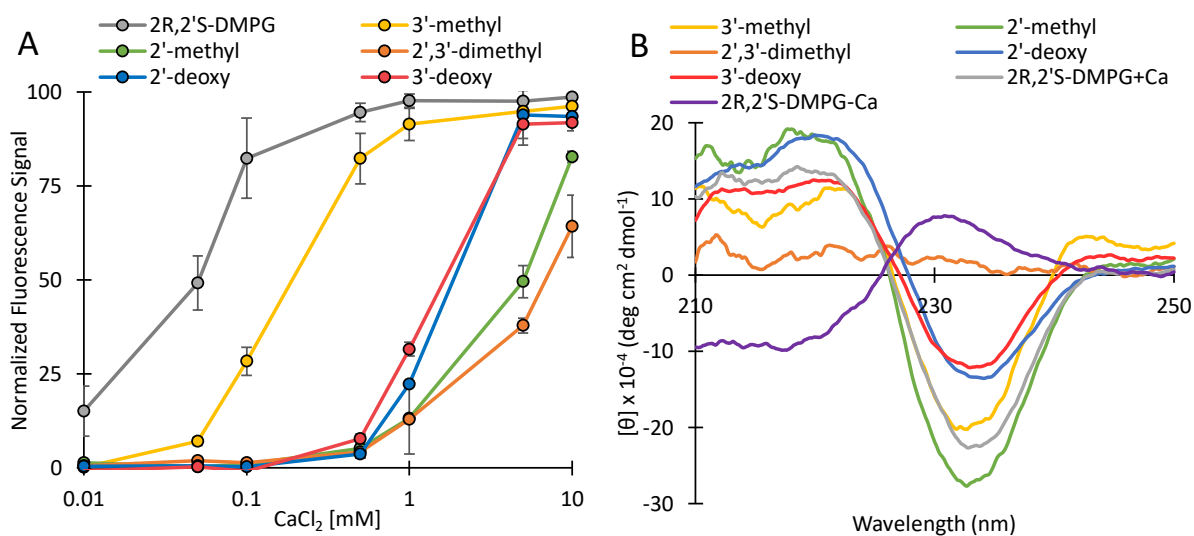 A
2R,2'S-DMPG
3'-methyl
2'-methyl
2',3'-dimethyl
2'-deoxy
3'-deoxy
Normalized Fluorescence Signal
100
75
50
25
0
0.01
0.1
1
10
CaCl₂ [mM]
B
3'-methyl
2'-methyl
2',3'-dimethyl
2'-deoxy
3'-deoxy
2R,2'S-DMPG+Ca
2R,2'S-DMPG-Ca
[θ] x 10⁻⁴ (deg cm² dmol⁻¹)
20
10
0
-10
-20
-30
210
230
250
Wavelength (nm)